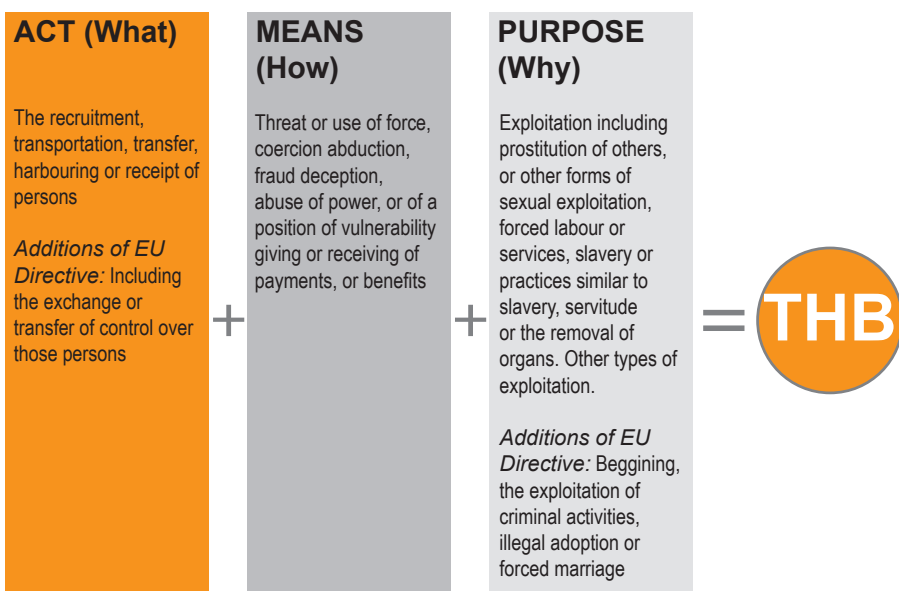 ACT (What)
The recruitment,
transportation, transfer,
harbouring or receipt of
persons
Additions of EU
Directive: Including
the exchange or
transfer of control over
those persons
+
MEANS
(How)
Threat or use of force,
coercion abduction,
fraud deception,
abuse of power, or of a
position of vulnerability
giving or receiving of
payments, or benefits
+
PURPOSE
(Why)
Exploitation including
prostitution of others,
or other forms of
sexual exploitation,
forced labour or
services, slavery or
practices similar to
slavery, servitude
or the removal of
organs. Other types of
exploitation.
Additions of EU
Directive: Beggining,
the exploitation of
criminal activities,
illegal adoption or
forced marriage
=
THB